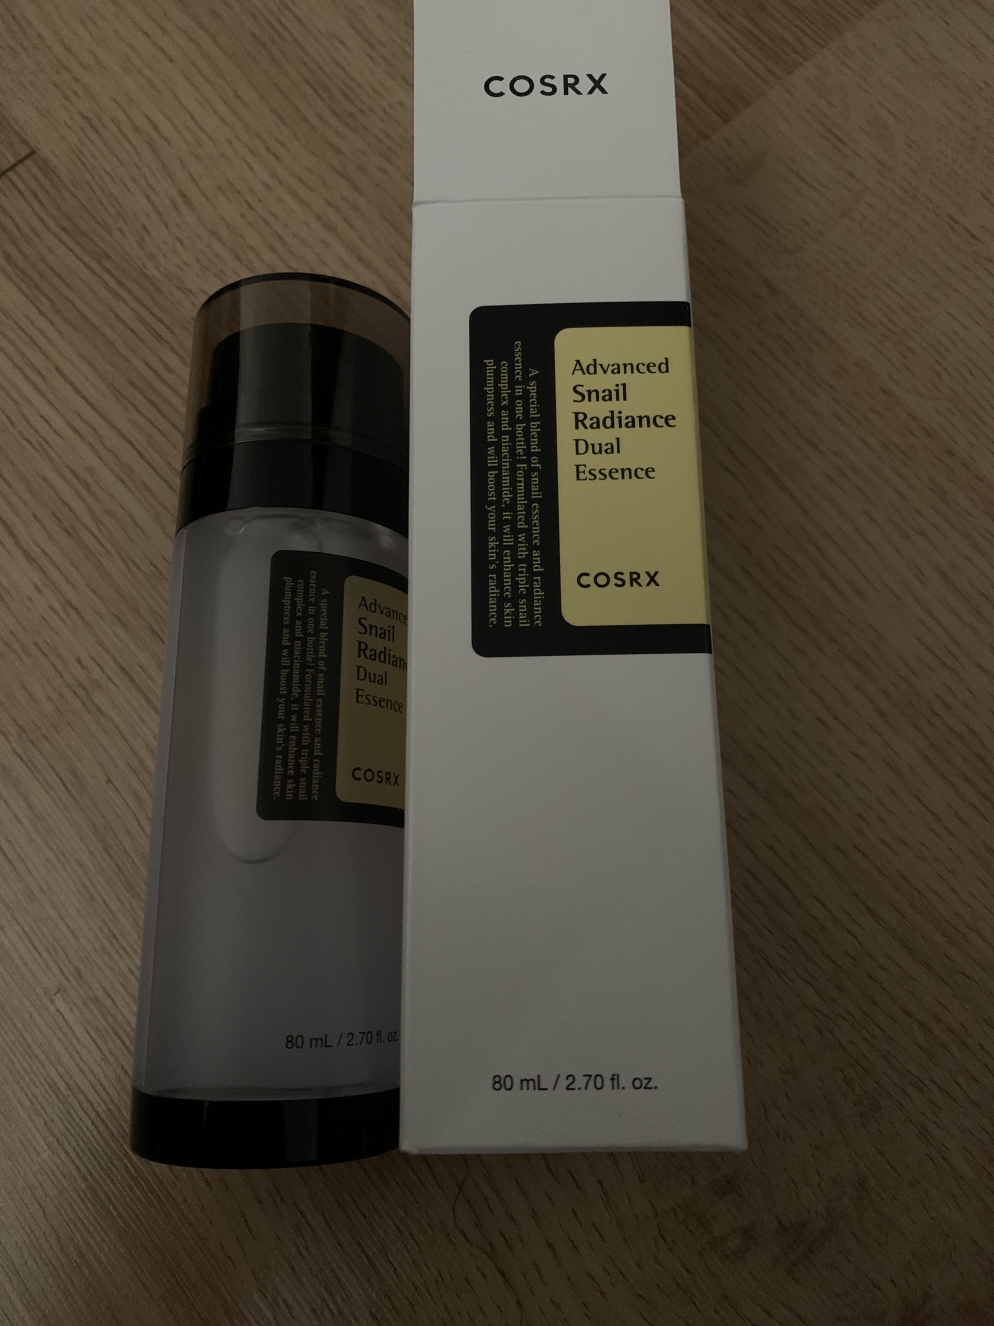 COSRX
Advanced
Snail
Radiance
Dual
Essence
COSRX
A special blend of snail essence and radiance
essence in one bottle! Formulated with triple snail
complex and niacinamide, it will enhance skin
plumpness and will boost your skin's radiance.
80 mL / 2.70 fl. oz.
Advance
Snail
Radian
Dual
Essence
COSRX
A special blend of snail essence and radiance
essence in one bottle! Formulated with triple snail
complex and niacinamide, it will enhance skin
plumpness and will boost your skin's radiance.
80 mL / 2.70 fl. oz.